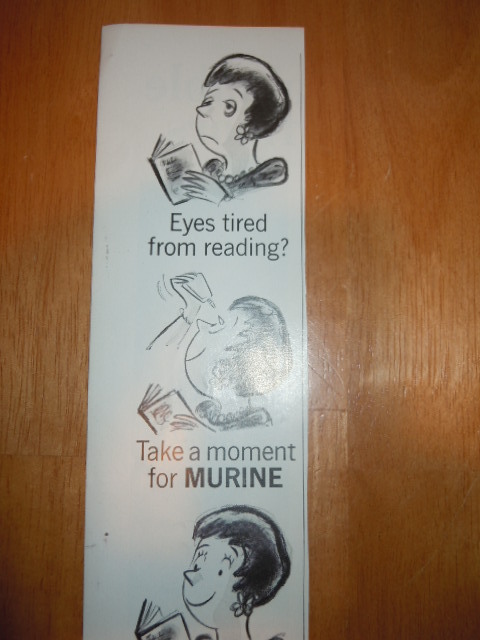 Eyes tired
from reading?
Take a moment
for MURINE